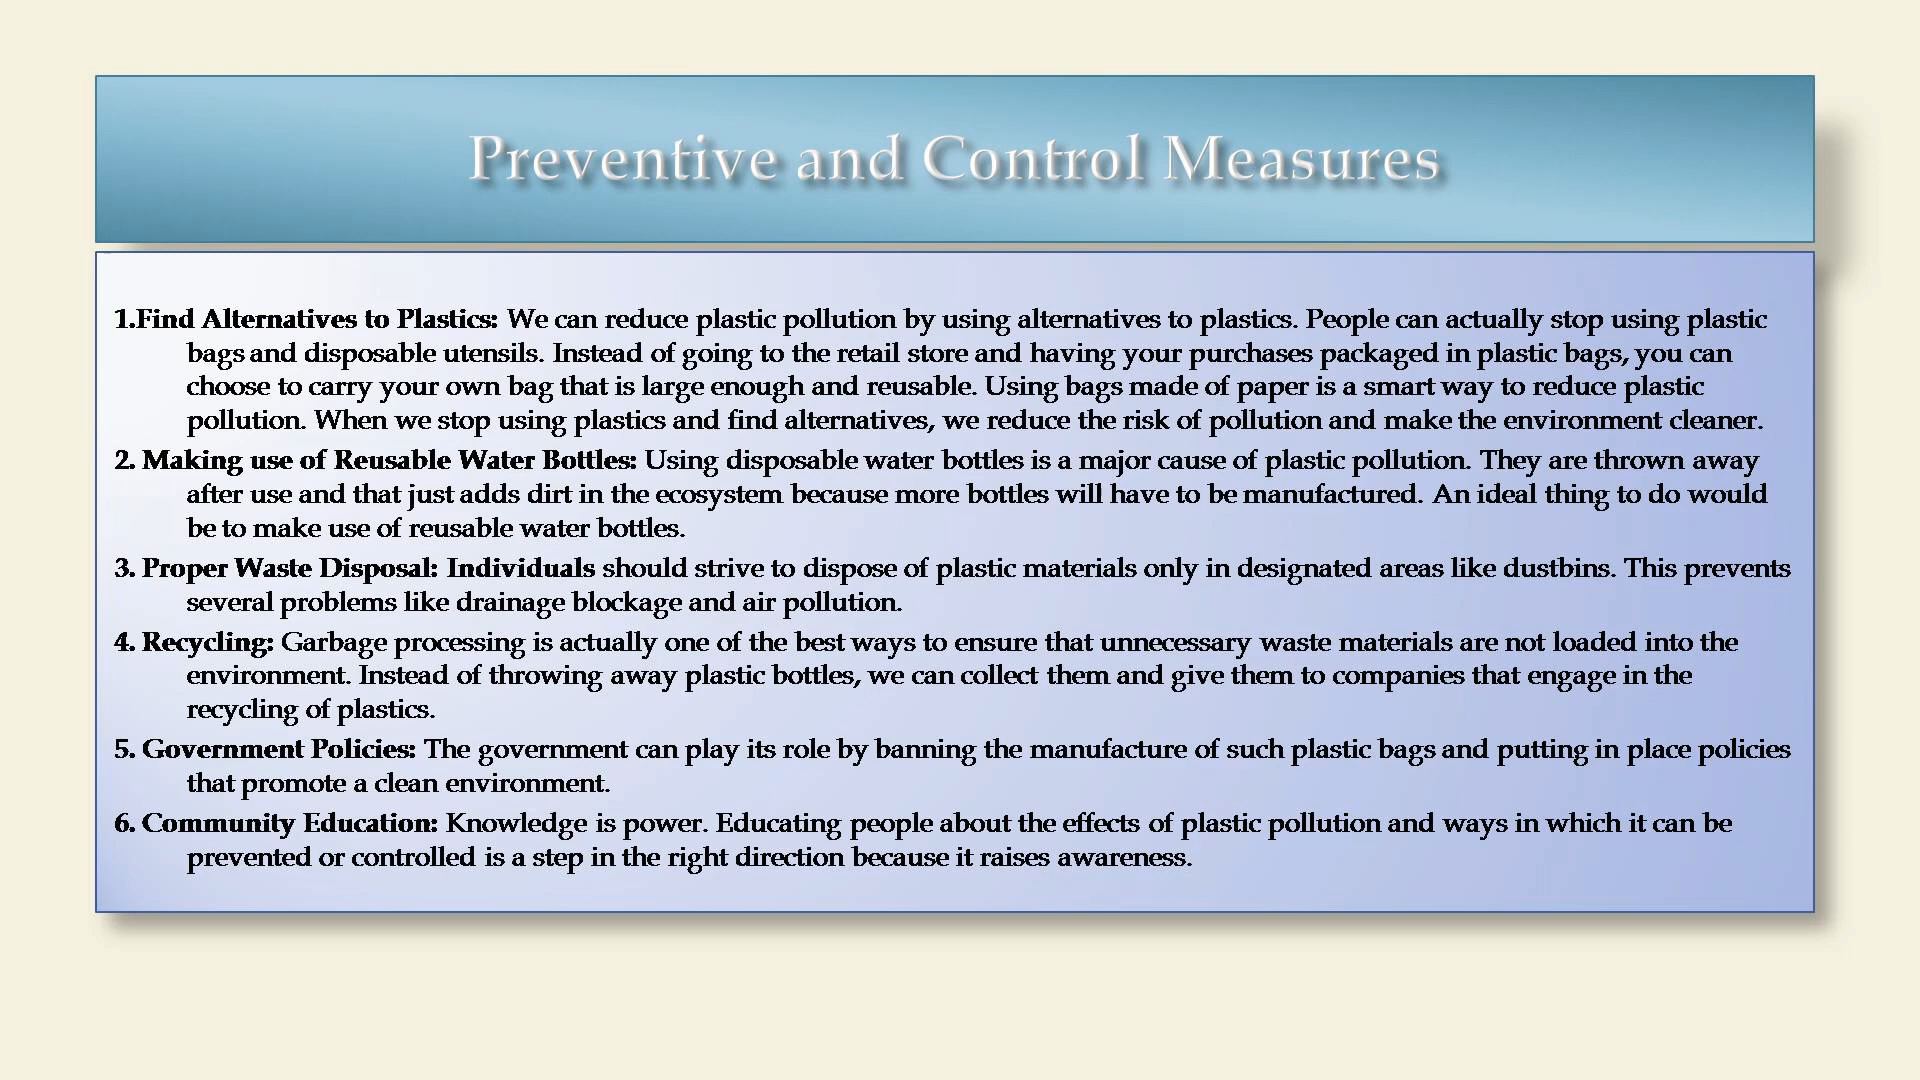 Preventive and Control Measures
1.Find Alternatives to Plastics: We can reduce plastic pollution by using alternatives to plastics. People can actually stop using plastic
bags and disposable utensils. Instead of going to the retail store and having your purchases packaged in plastic bags, you can
choose to carry your own bag that is large enough and reusable. Using bags made of paper is a smart way to reduce plastic
pollution. When we stop using plastics and find alternatives, we reduce the risk of pollution and make the environment cleaner.
2. Making use of Reusable Water Bottles: Using disposable water bottles is a major cause of plastic pollution. They are thrown away
after use and that just adds dirt in the ecosystem because more bottles will have to be manufactured. An ideal thing to do would
be to make use of reusable water bottles.
3. Proper Waste Disposal: Individuals should strive to dispose of plastic materials only in designated areas like dustbins. This prevents
several problems like drainage blockage and air pollution.
4. Recycling: Garbage processing is actually one of the best ways to ensure that unnecessary waste materials are not loaded into the
environment. Instead of throwing away plastic bottles, we can collect them and give them to companies that engage in the
recycling of plastics.
5. Government Policies: The government can play its role by banning the manufacture of such plastic bags and putting in place policies
that promote a clean environment.
6. Community Education: Knowledge is power. Educating people about the effects of plastic pollution and ways in which it can be
prevented or controlled is a step in the right direction because it raises awareness.